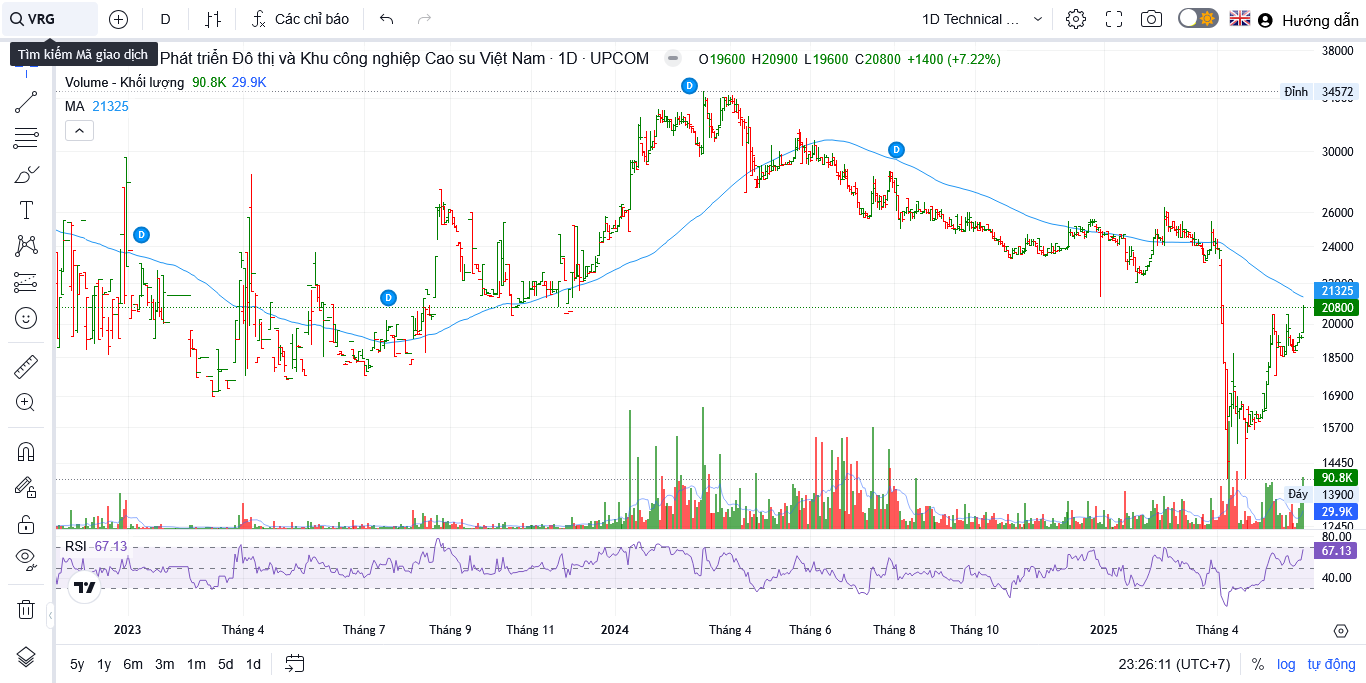 VRG
D
Các chỉ báo
1D Technical ...
Hướng dẫn
Tìm kiếm Mã giao dịch
Phát triển Đô thị và Khu công nghiệp Cao su Việt Nam · 1D · UPCOM
O19600 H20900 L19600 C20800 +1400 (+7.22%)
Volume - Khối lượng 90.8K 29.9K
MA 21325
38000
Đỉnh 34572
30000
26000
24000
21325
20800
20000
18500
16900
15700
14450
90.8K
Đáy 13900
29.9K
12450
D
D
D
D
RSI 67.13
80.00
67.13
40.00
2023
Tháng 4
Tháng 7
Tháng 9
Tháng 11
2024
Tháng 4
Tháng 6
Tháng 8
Tháng 10
2025
Tháng 4
5y 1y 6m 3m 1m 5d 1d
23:26:11 (UTC+7)
%
log
tự động